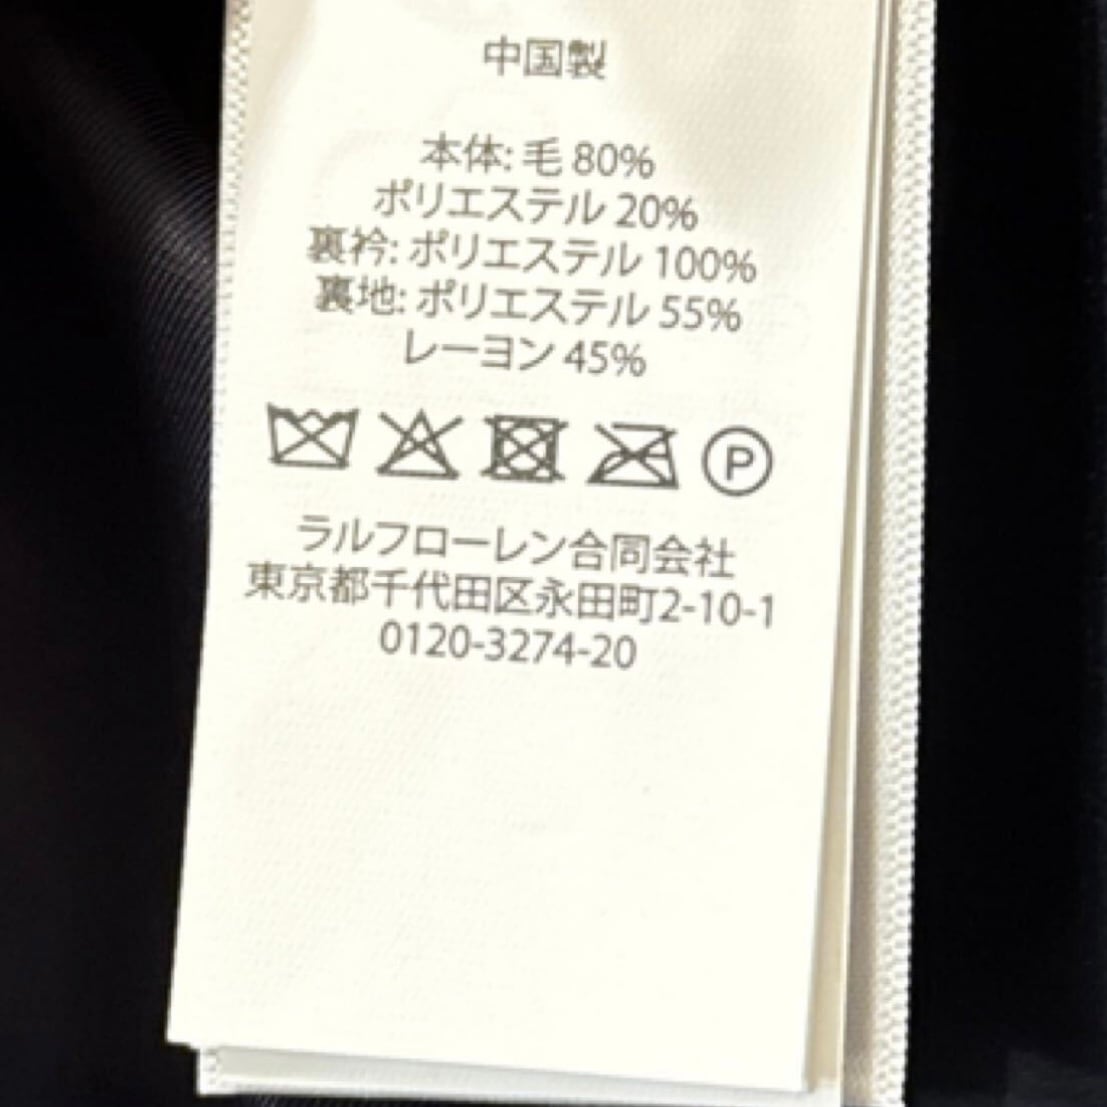 中国製
本体: 毛 80%
ポリエステル 20%
裏衿: ポリエステル 100%
裏地: ポリエステル 55%
レーヨン 45%
P
ラルフローレン合同会社
東京都千代田区永田町2-10-1
0120-3274-20